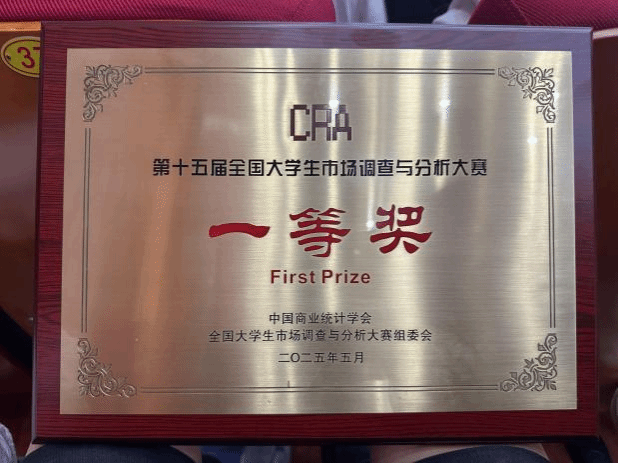 37
CRA
第十五届全国大学生市场调查与分析大赛
一等奖
First Prize
中国商业统计学会
全国大学生市场调查与分析大赛组委会
二〇二五年五月